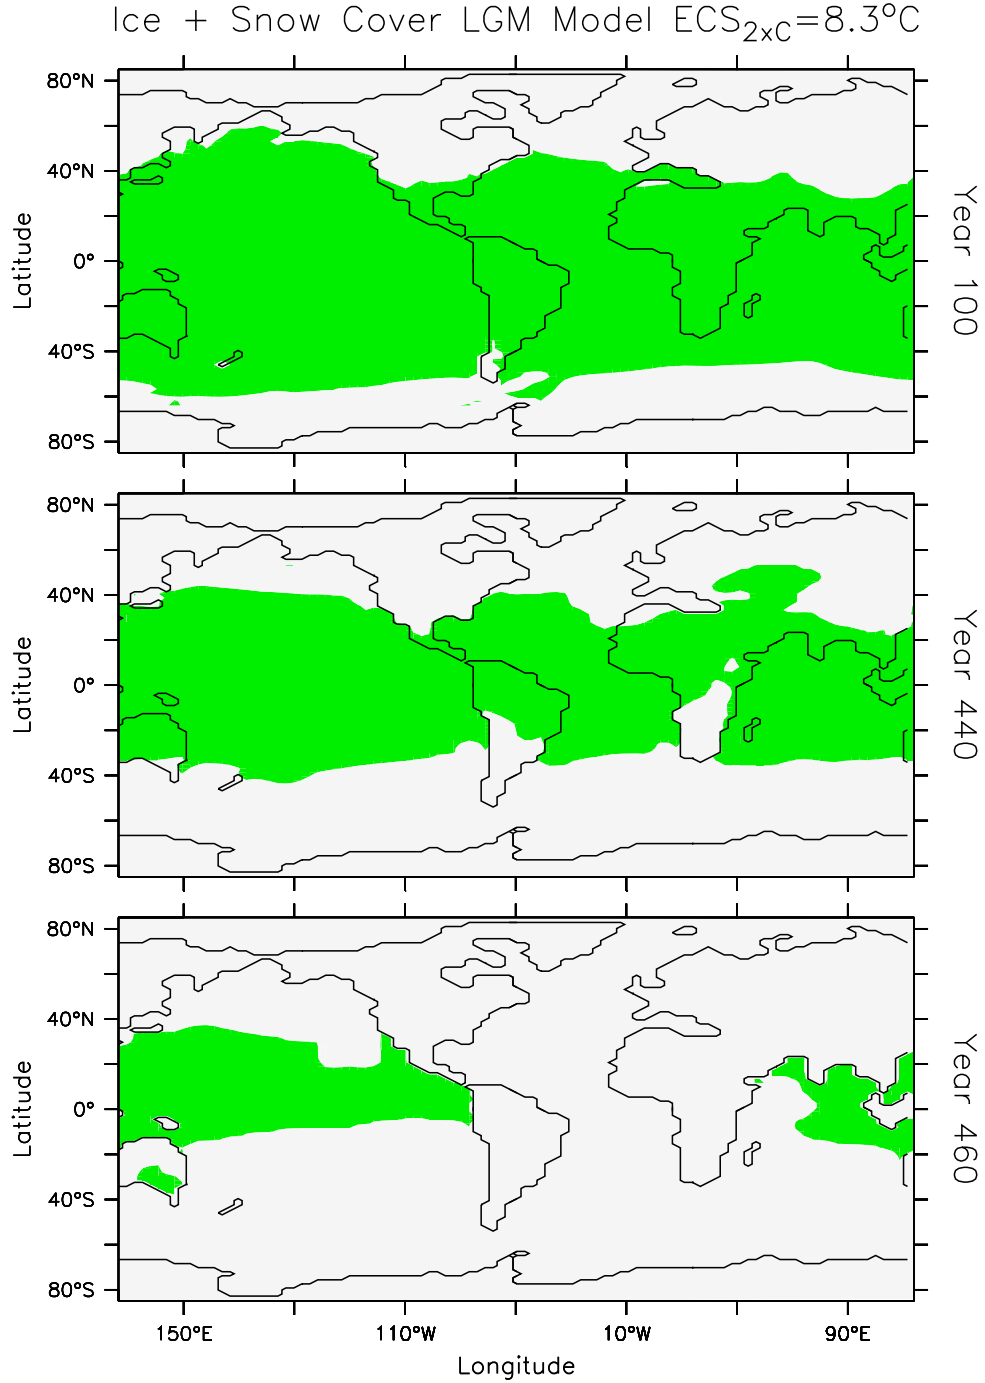 Ice + Snow Cover LGM Model ECS2xC=8.3°C
80°N
40°N
0°
40°S
80°S
Latitude
Year 100
80°N
40°N
0°
40°S
80°S
Latitude
Year 440
80°N
40°N
0°
40°S
80°S
Latitude
Year 460
150°E 110°W 10°W 90°E
Longitude